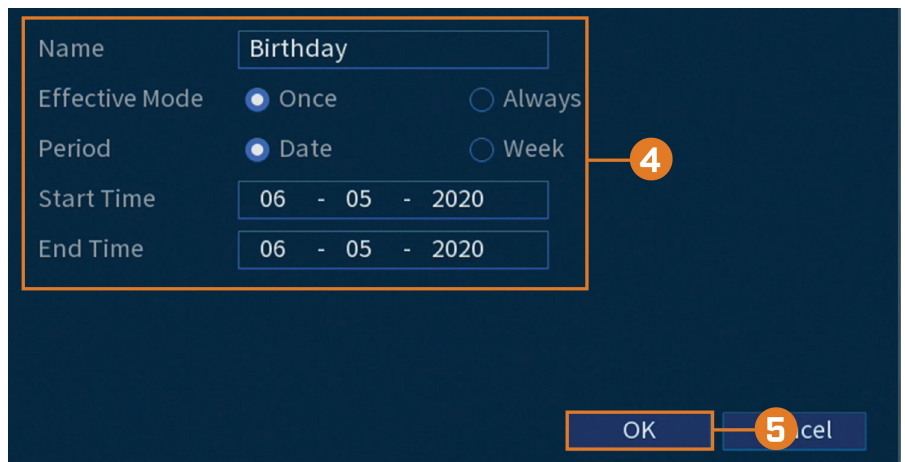 Name Birthday
Effective Mode Once Always
Period Date Week
4
Start Time 06 - 05 - 2020
End Time 06 - 05 - 2020
OK 5 cel